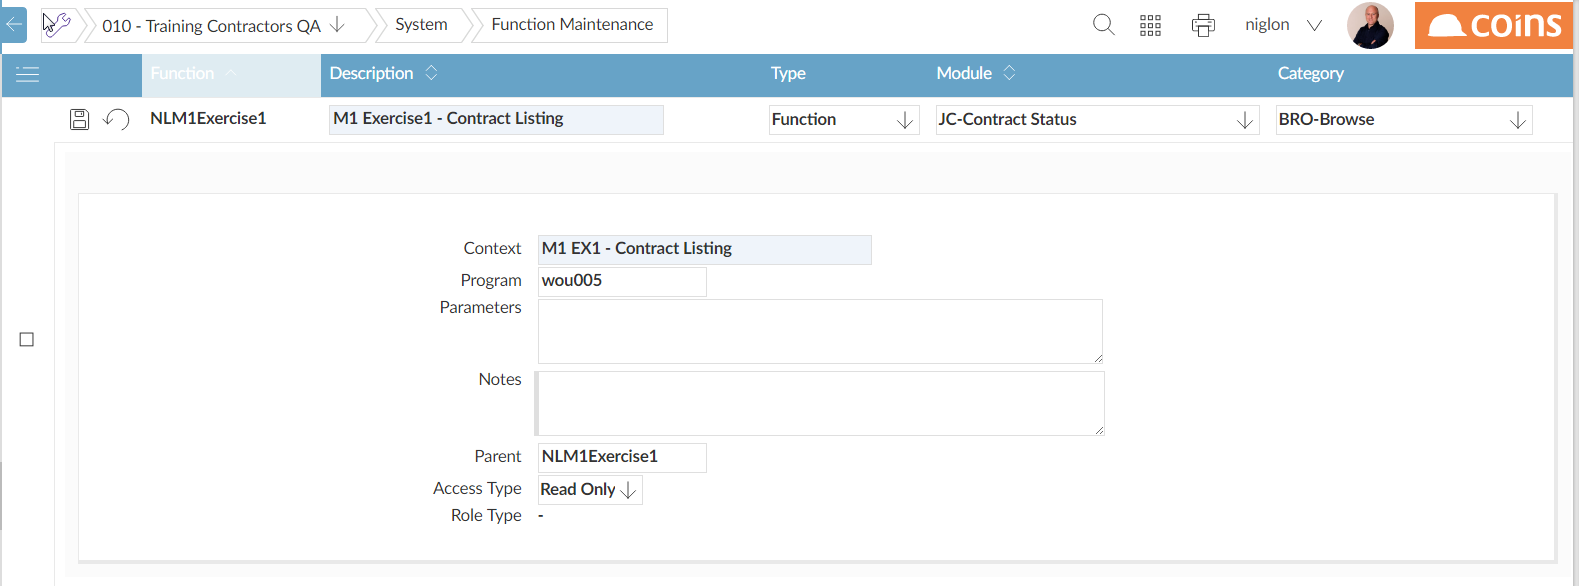 010 - Training Contractors QA
System
Function Maintenance
niglon
coins
Function
Description
Type
Module
Category
NLM1Exercise1
M1 Exercise1 - Contract Listing
Function
JC-Contract Status
BRO-Browse
Context
M1 EX1 - Contract Listing
Program
wou005
Parameters
Notes
Parent
NLM1Exercise1
Access Type
Read Only
Role Type
-